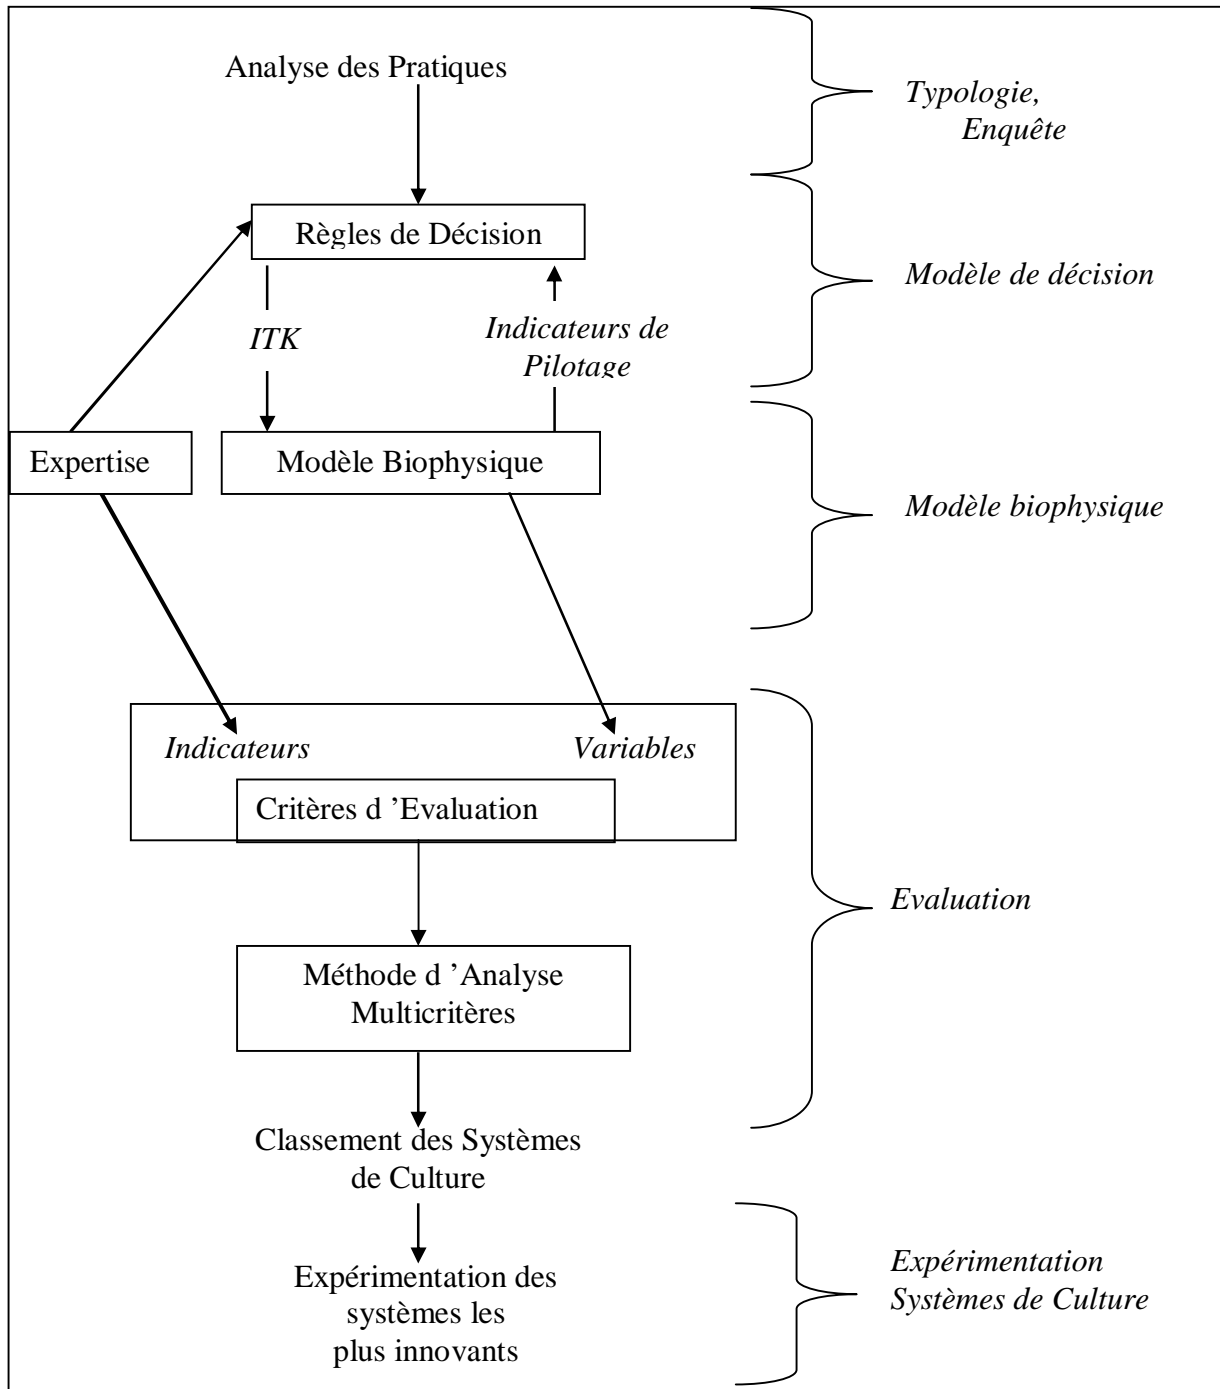 Analyse des Pratiques
Typologie,
Enquête
Règles de Décision
Modèle de décision
ITK
Indicateurs de
Pilotage
Expertise
Modèle Biophysique
Modèle biophysique
Indicateurs
Variables
Critères d ’Evaluation
Evaluation
Méthode d ’Analyse
Multicritères
Classement des Systèmes
de Culture
Expérimentation des
systèmes les
plus innovants
Expérimentation
Systèmes de Culture